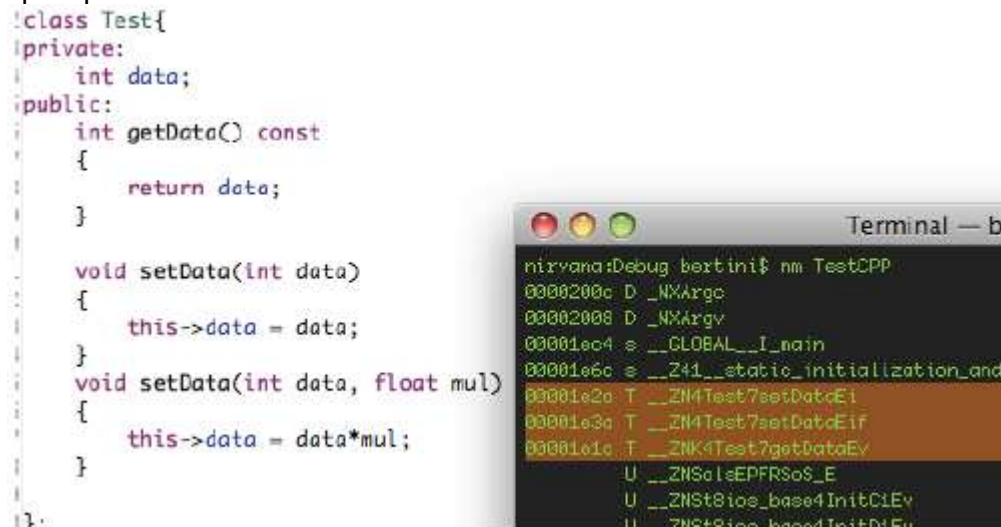 class Test{
private:
int data;
public:
int getData() const
{
return data;
}
void setData(int data)
{
this->data = data;
}
void setData(int data, float mul)
{
this->data = data*mul;
}
};
Terminal — b
nirvana:Debug bertini$ nm TestCPP
0000200c D _NXArgc
00002008 D _NXArgv
00001ec4 s __GLOBAL__I_main
00001e6c s __Z41__static_initialization_and
00001e2a T __ZN4Test7setDataEi
00001e3a T __ZN4Test7setDataEif
00001e1c T __ZNK4Test7getDataEv
U __ZNSolsEPFRSoS_E
U __ZNSt8ios_base4InitC1Ev
U __ZNSt8ios_base4InitD1Ev